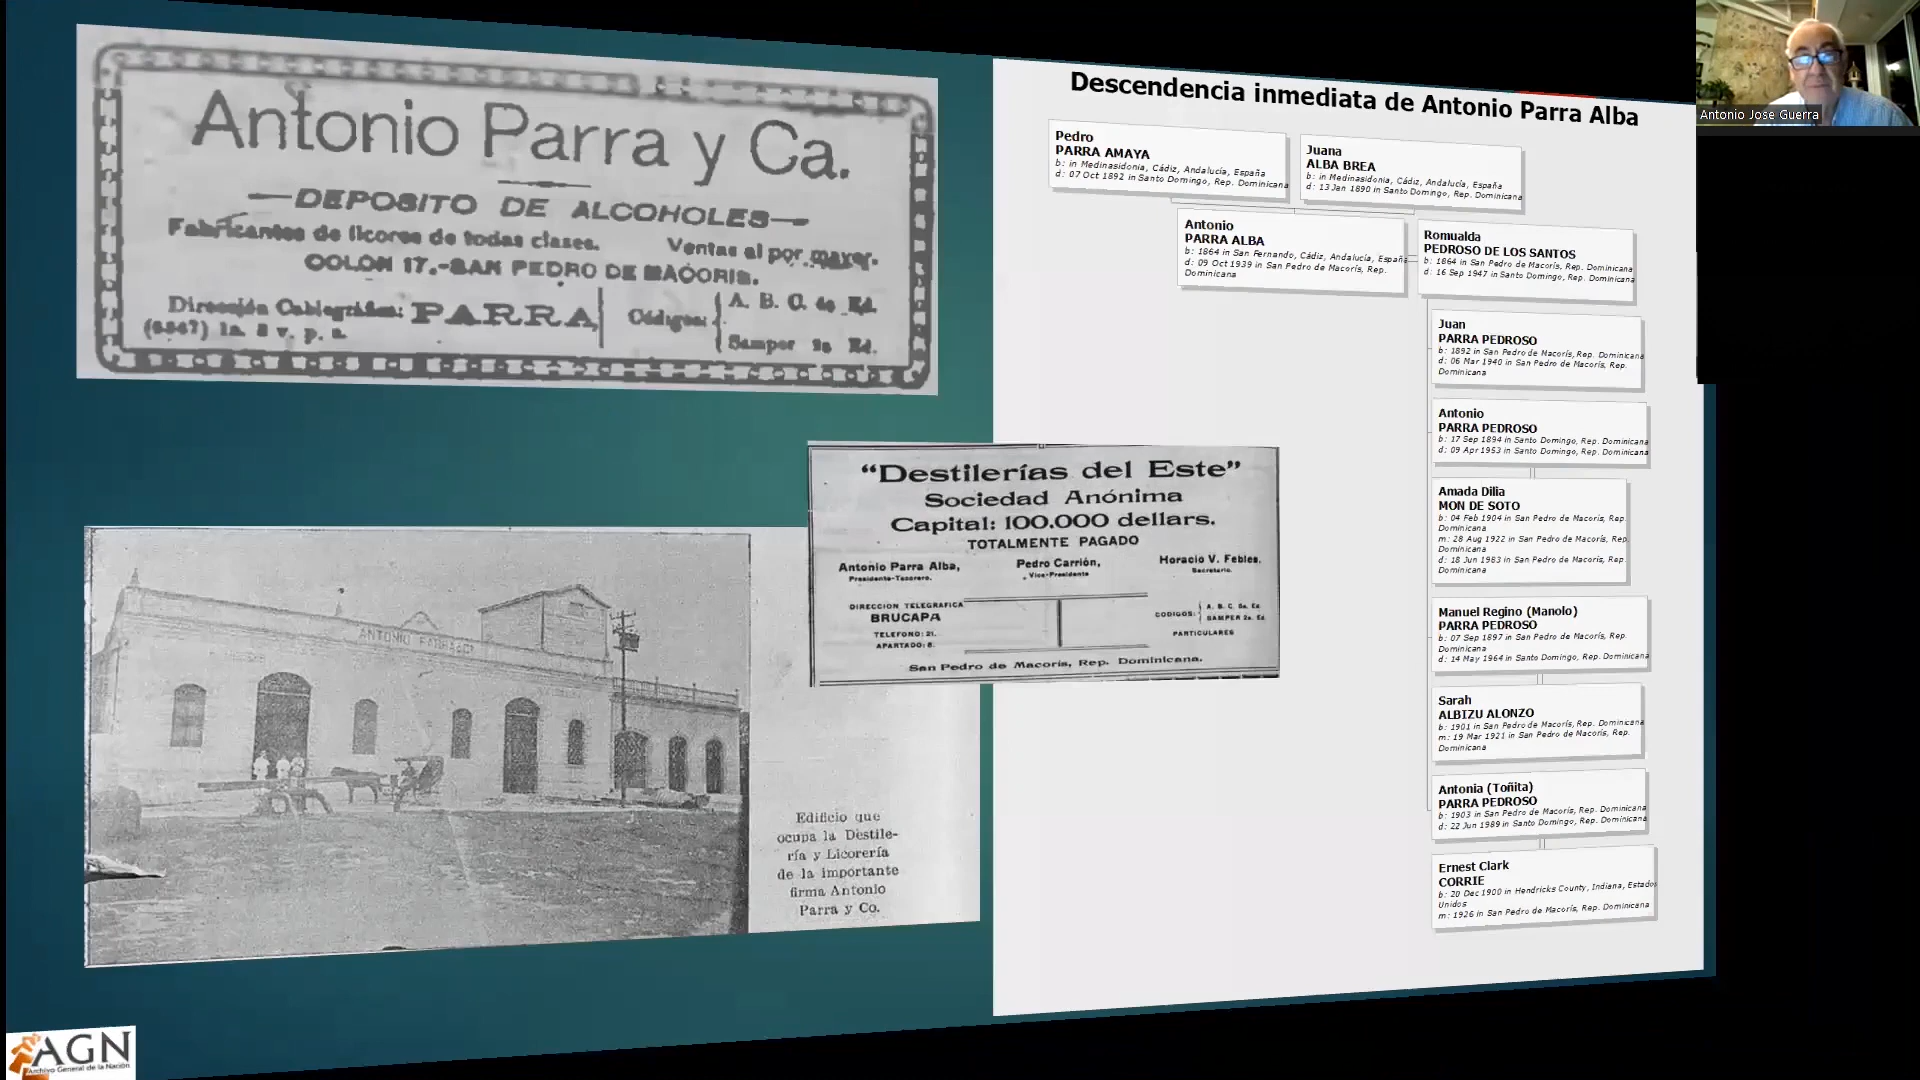 Antonio Parra y Ca.
DEPOSITO DE ALCOHOLES
Fabricantes de licores de todas clases. Ventas al por mayor.
COLON 17.-SAN PEDRO DE MACORIS.
Dirección Cablegráfica: PARRA
Códigos:
A. B. C. 5a Ed.
Samper 2a Ed.
Descendencia inmediata de Antonio Parra Alba
Pedro
PARRA AMAYA
b: in Medinasidonia, Cádiz, Andalucía, España
d: 07 Oct 1892 in Santo Domingo, Rep. Dominicana
Juana
ALBA BREA
b: in Medinasidonia, Cádiz, Andalucía, España
d: 13 Jan 1890 in Santo Domingo, Rep. Dominicana
Antonio
PARRA ALBA
b: 1864 in San Fernando, Cádiz, Andalucía, España
d: 09 Oct 1939 in San Pedro de Macorís, Rep.
Dominicana
Romualda
PEDROSO DE LOS SANTOS
b: 1864 in San Pedro de Macorís, Rep. Dominicana
d: 16 Sep 1947 in Santo Domingo, Rep. Dominicana
Juan
PARRA PEDROSO
b: 1892 in San Pedro de Macorís, Rep. Dominicana
d: 06 Mar 1940 in San Pedro de Macorís, Rep.
Dominicana
Antonio
PARRA PEDROSO
b: 17 Sep 1894 in Santo Domingo, Rep. Dominicana
d: 09 Apr 1953 in Santo Domingo, Rep. Dominicana
Amada Dilia
MON DE SOTO
b: 04 Feb 1904 in San Pedro de Macorís, Rep.
Dominicana
m: 28 Aug 1922 in San Pedro de Macorís, Rep.
Dominicana
d: 18 Jun 1963 in San Pedro de Macorís, Rep.
Dominicana
Manuel Regino (Manolo)
PARRA PEDROSO
b: 07 Sep 1897 in San Pedro de Macorís, Rep.
Dominicana
d: 14 May 1964 in Santo Domingo, Rep. Dominicana
Sarah
ALBIZU ALONZO
b: 1901 in San Pedro de Macorís, Rep. Dominicana
m: 19 Mar 1921 in San Pedro de Macorís, Rep.
Dominicana
Antonia (Toñita)
PARRA PEDROSO
b: 1903 in San Pedro de Macorís, Rep. Dominicana
d: 22 Jun 1989 in Santo Domingo, Rep. Dominicana
Ernest Clark
CORRIE
b: 20 Dec 1900 in Hendricks County, Indiana, Estados
Unidos
m: 1926 in San Pedro de Macorís, Rep. Dominicana
"Destilerías del Este"
Sociedad Anónima
Capital: 100.000 dollars.
TOTALMENTE PAGADO
Antonio Parra Alba,
Presidente-Tesorero.
Pedro Carrión,
Vice-Presidente
Horacio V. Febles,
Secretario.
DIRECCION TELEGRAFICA
BRUCAPA
TELEFONO: 21.
APARTADO: 6.
CODIGOS:
A. B. C. 5a. Ed
SAMPER 2a. Ed.
PARTICULARES
San Pedro de Macorís, Rep. Dominicana.
ANTONIO PARRA & Co
Edificio que
ocupa la Destile-
ría y Licorería
de la importante
firma Antonio
Parra y Co.
AGN
Archivo General de la Nación
Antonio Jose Guerra